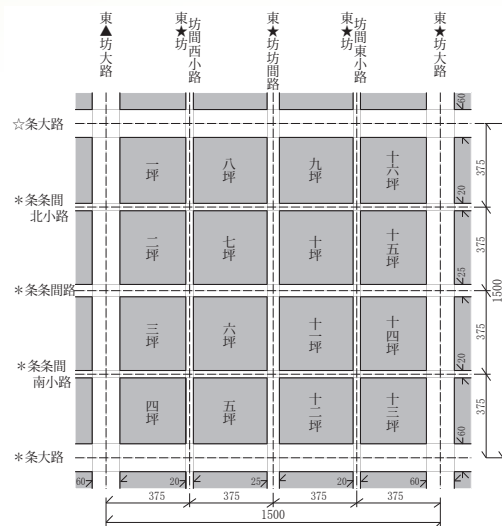 東▲坊大路
東★坊
坊間西小路
東★坊坊間路
東★坊
坊間東小路
東★坊大路
☆条大路
＊条条間
北小路
＊条条間路
＊条条間
南小路
＊条大路
一坪
八坪
九坪
十六坪
二坪
七坪
十坪
十五坪
三坪
六坪
十一坪
十四坪
四坪
五坪
十二坪
十三坪
60
20
25
20
60
375
375
375
1500
60
20
25
20
60
375
375
375
375
1500